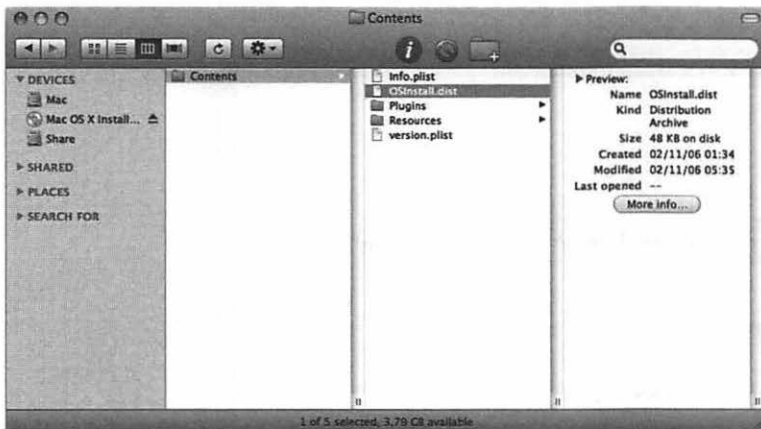 Contents
DEVICES
Mac
Mac OS X Install...
Share
SHARED
PLACES
SEARCH FOR
Contents
Info.plist
OSInstall.dist
Plugins
Resources
version.plist
Preview:
Name OSInstall.dist
Kind Distribution
Archive
Size 48 KB on disk
Created 02/11/06 01:34
Modified 02/11/06 05:35
Last opened --
More info...
1 of 5 selected, 3,79 GB available